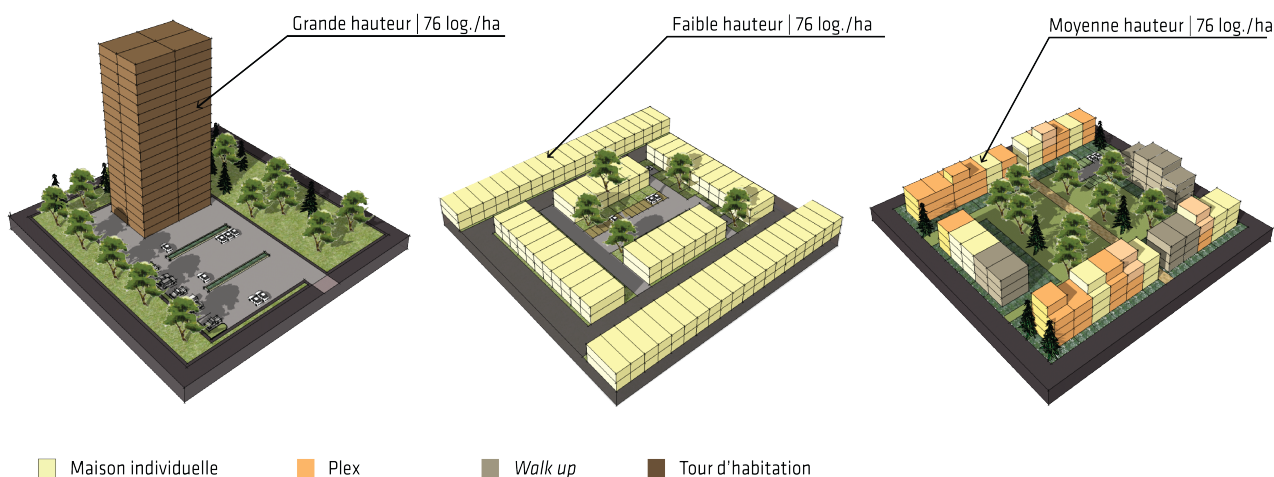 Grande hauteur | 76 log./ha
Faible hauteur | 76 log./ha
Moyenne hauteur | 76 log./ha
Maison individuelle
Plex
Walk up
Tour d'habitation